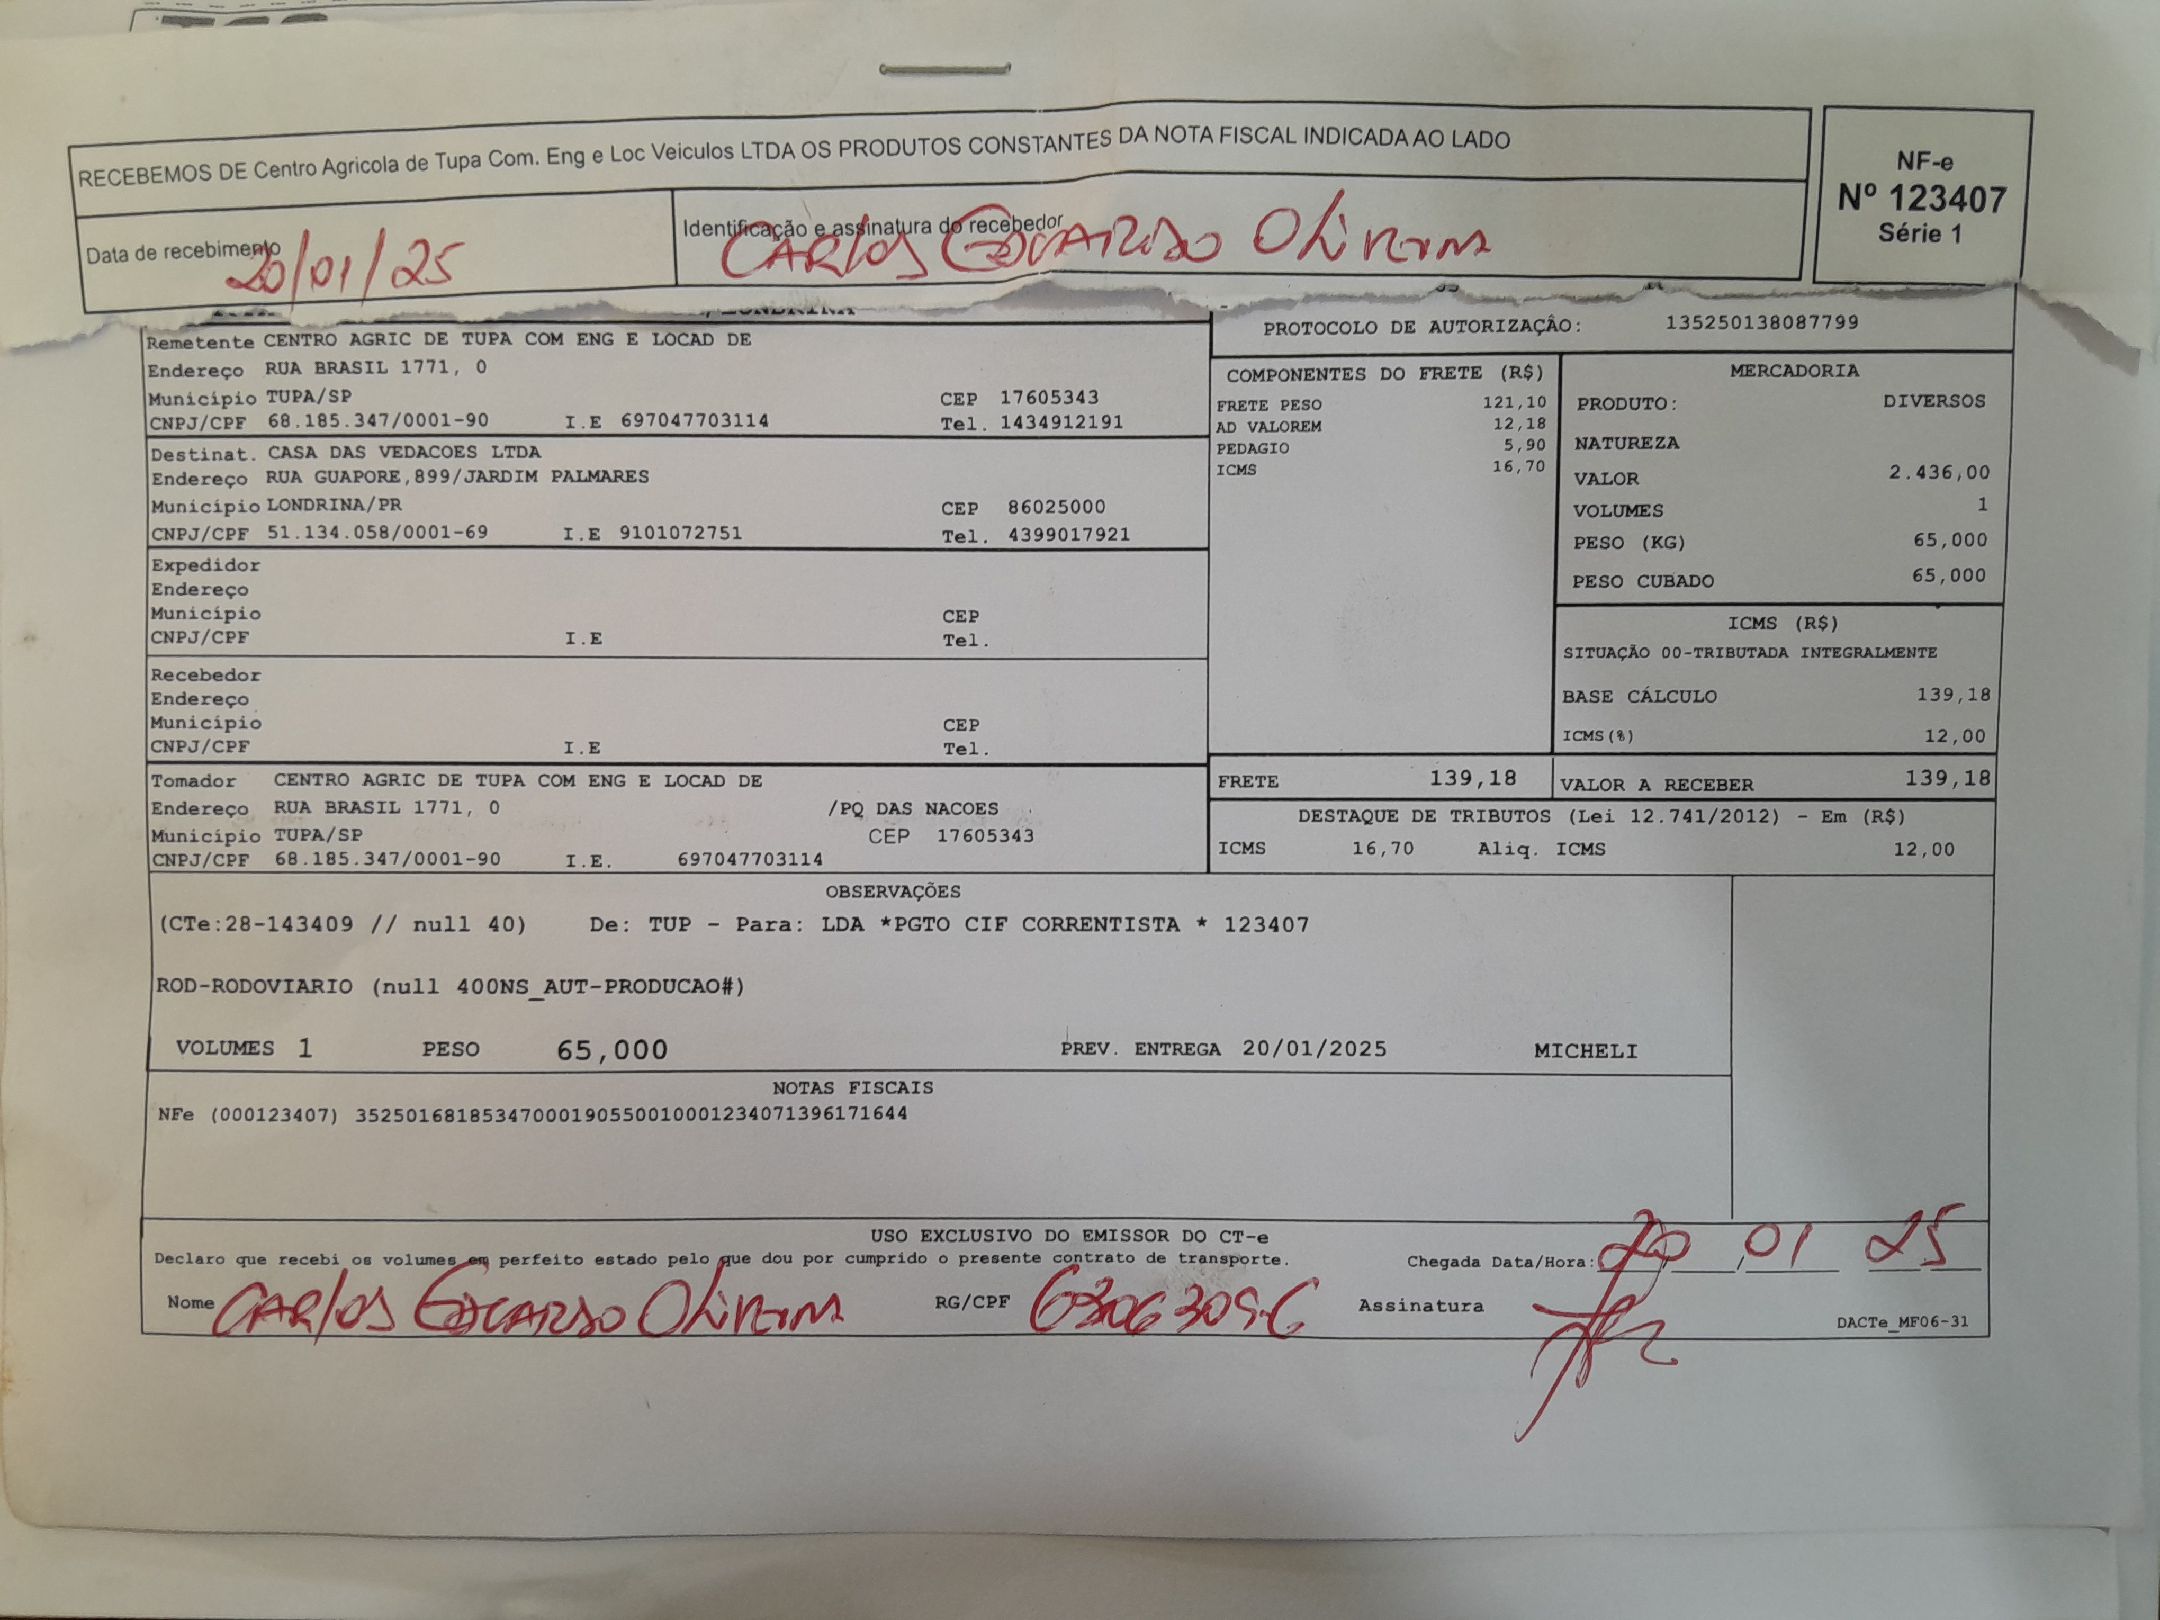 RECEBEMOS DE Centro Agricola de Tupa Com. Eng e Loc Veiculos LTDA OS PRODUTOS CONSTANTES DA NOTA FISCAL INDICADA AO LADO
NF-e
Nº 123407
Série 1
Data de recebimento
20/01/25
Identificação e assinatura do recebedor
CARLOS EDUARDO Oliveira
Remetente CENTRO AGRIC DE TUPA COM ENG E LOCAD DE
Endereço RUA BRASIL 1771, 0
Município TUPA/SP CEP 17605343
CNPJ/CPF 68.185.347/0001-90 I.E 697047703114 Tel. 1434912191
Destinat. CASA DAS VEDACOES LTDA
Endereço RUA GUAPORE,899/JARDIM PALMARES
Município LONDRINA/PR CEP 86025000
CNPJ/CPF 51.134.058/0001-69 I.E 9101072751 Tel. 4399017921
Expedidor
Endereço
Município CEP
CNPJ/CPF I.E Tel.
Recebedor
Endereço
Município CEP
CNPJ/CPF I.E Tel.
Tomador CENTRO AGRIC DE TUPA COM ENG E LOCAD DE
Endereço RUA BRASIL 1771, 0 /PQ DAS NACOES
Município TUPA/SP CEP 17605343
CNPJ/CPF 68.185.347/0001-90 I.E. 697047703114
PROTOCOLO DE AUTORIZAÇÂO: 135250138087799
COMPONENTES DO FRETE (R$)
FRETE PESO 121,10
AD VALOREM 12,18
PEDAGIO 5,90
ICMS 16,70
MERCADORIA
PRODUTO: DIVERSOS
NATUREZA
VALOR 2.436,00
VOLUMES 1
PESO (KG) 65,000
PESO CUBADO 65,000
ICMS (R$)
SITUAÇÃO 00-TRIBUTADA INTEGRALMENTE
BASE CÁLCULO 139,18
ICMS(%) 12,00
FRETE 139,18 VALOR A RECEBER 139,18
DESTAQUE DE TRIBUTOS (Lei 12.741/2012) - Em (R$)
ICMS 16,70 Aliq. ICMS 12,00
OBSERVAÇÕES
(CTe:28-143409 // null 40) De: TUP - Para: LDA *PGTO CIF CORRENTISTA * 123407
ROD-RODOVIARIO (null 400NS_AUT-PRODUCAO#)
VOLUMES 1 PESO 65,000 PREV. ENTREGA 20/01/2025 MICHELI
NOTAS FISCAIS
NFe (000123407) 35250168185347000190550010001234071396171644
USO EXCLUSIVO DO EMISSOR DO CT-e
Declaro que recebi os volumes em perfeito estado pelo que dou por cumprido o presente contrato de transporte.
Chegada Data/Hora: 20 01 25
Nome CARLOS EDUARDO Oliveira RG/CPF 6306309-6 Assinatura
DACTe_MF06-31